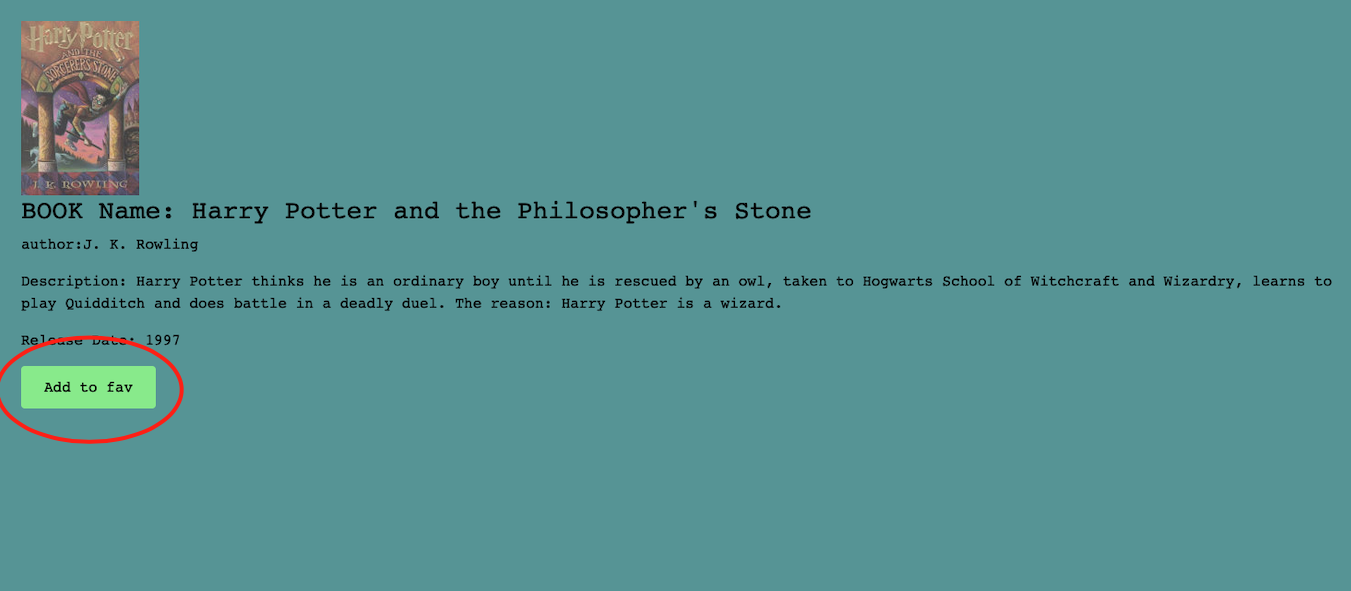 Harry Potter
AND THE
SORCERER'S STONE
J. K. ROWLING
BOOK Name: Harry Potter and the Philosopher's Stone
author:J. K. Rowling
Description: Harry Potter thinks he is an ordinary boy until he is rescued by an owl, taken to Hogwarts School of Witchcraft and Wizardry, learns to
play Quidditch and does battle in a deadly duel. The reason: Harry Potter is a wizard.
Release Date: 1997
Add to fav